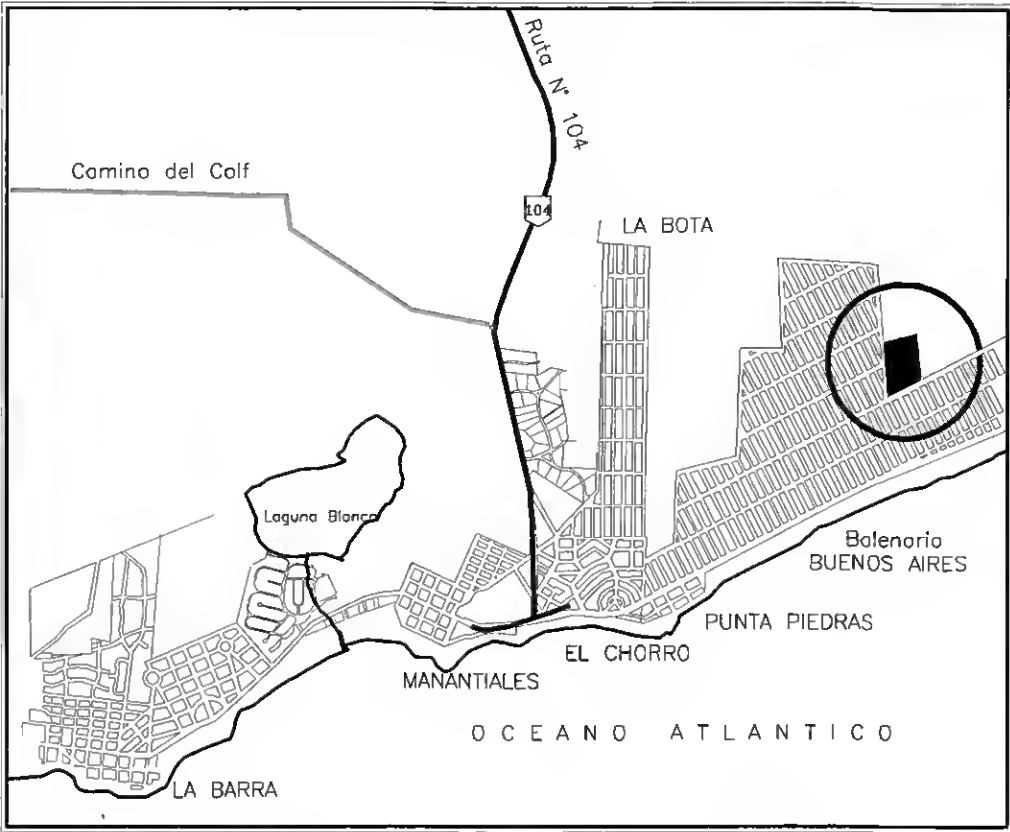 Ruta N° 104
Camino del Colf
104
LA BOTA
Laguna Blanca
Balenario
BUENOS AIRES
PUNTA PIEDRAS
EL CHORRO
MANANTIALES
OCEANO ATLANTICO
LA BARRA